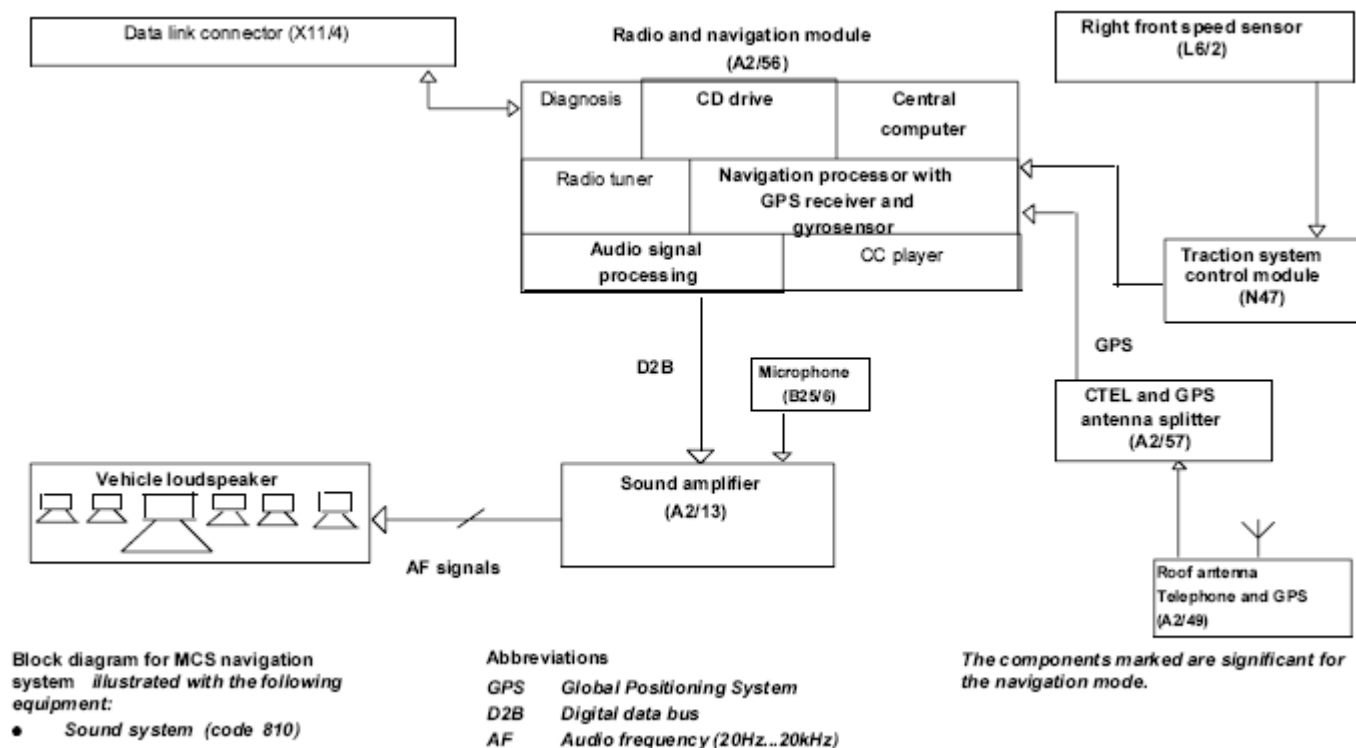 Data link connector (X11/4)
Radio and navigation module
(A2/56)
Right front speed sensor
(L6/2)
Diagnosis
CD drive
Central
computer
Radio tuner
Navigation processor with
GPS receiver and
gyrosensor
Audio signal
processing
CC player
Traction system
control module
(N47)
GPS
D2B
Microphone
(B25/6)
CTEL and GPS
antenna splitter
(A2/57)
Vehicle loudspeaker
Sound amplifier
(A2/13)
AF signals
Roof antenna
Telephone and GPS
(A2/49)
Block diagram for MCS navigation
system illustrated with the following
equipment:
● Sound system (code 810)
Abbreviations
GPS Global Positioning System
D2B Digital data bus
AF Audio frequency (20Hz...20kHz)
The components marked are significant for
the navigation mode.